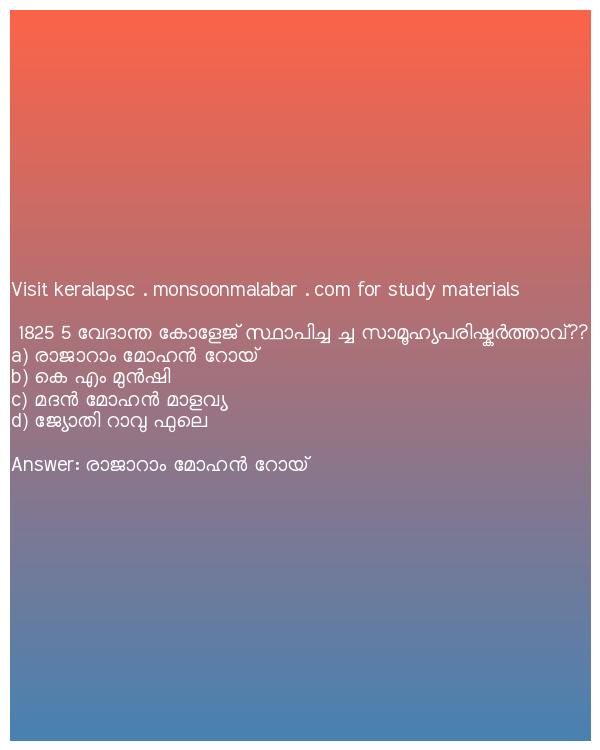 Visit keralapsc . monsoonmalabar . com for study materials
1825 5 വേദാന്ത കോളേജ് സ്ഥാപിച്ച ച്ച സാമൂഹ്യപരിഷ്കർത്താവ്??
a) രാജാറാം മോഹൻ റോയ്
b) കെ എം മുൻഷി
c) മദൻ മോഹൻ മാളവ്യ
d) ജ്യോതി റാവു ഫുലെ
Answer: രാജാറാം മോഹൻ റോയ്